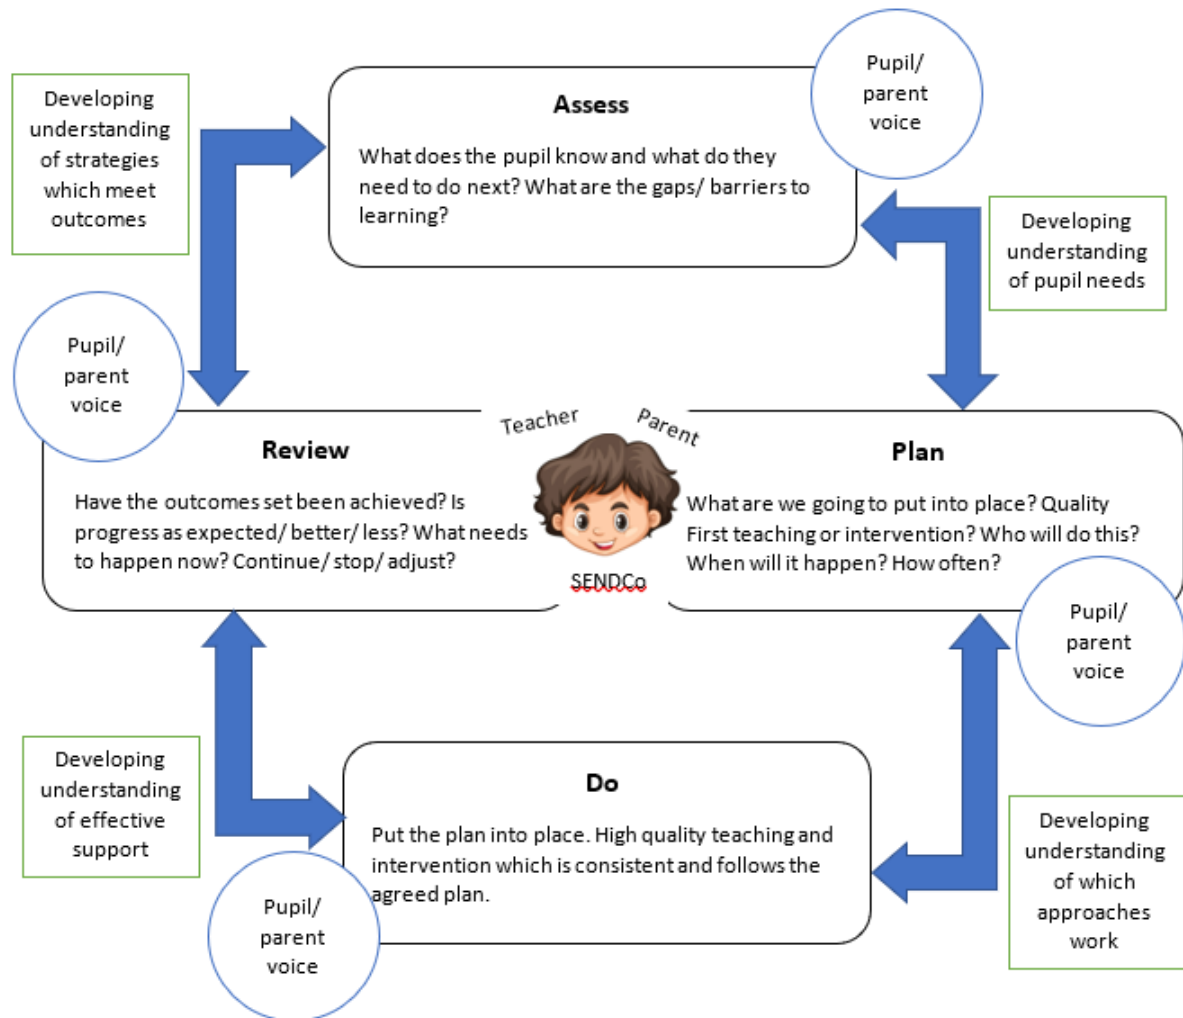 Developing
understanding
of strategies
which meet
outcomes
Assess
What does the pupil know and what do they
need to do next? What are the gaps/ barriers to
learning?
Pupil/
parent
voice
Developing
understanding
of pupil needs
Pupil/
parent
voice
Teacher
Parent
SENDCo
Review
Have the outcomes set been achieved? Is
progress as expected/ better/ less? What needs
to happen now? Continue/ stop/ adjust?
Plan
What are we going to put into place? Quality
First teaching or intervention? Who will do this?
When will it happen? How often?
Pupil/
parent
voice
Developing
understanding
of effective
support
Do
Put the plan into place. High quality teaching and
intervention which is consistent and follows the
agreed plan.
Pupil/
parent
voice
Developing
understanding
of which
approaches
work